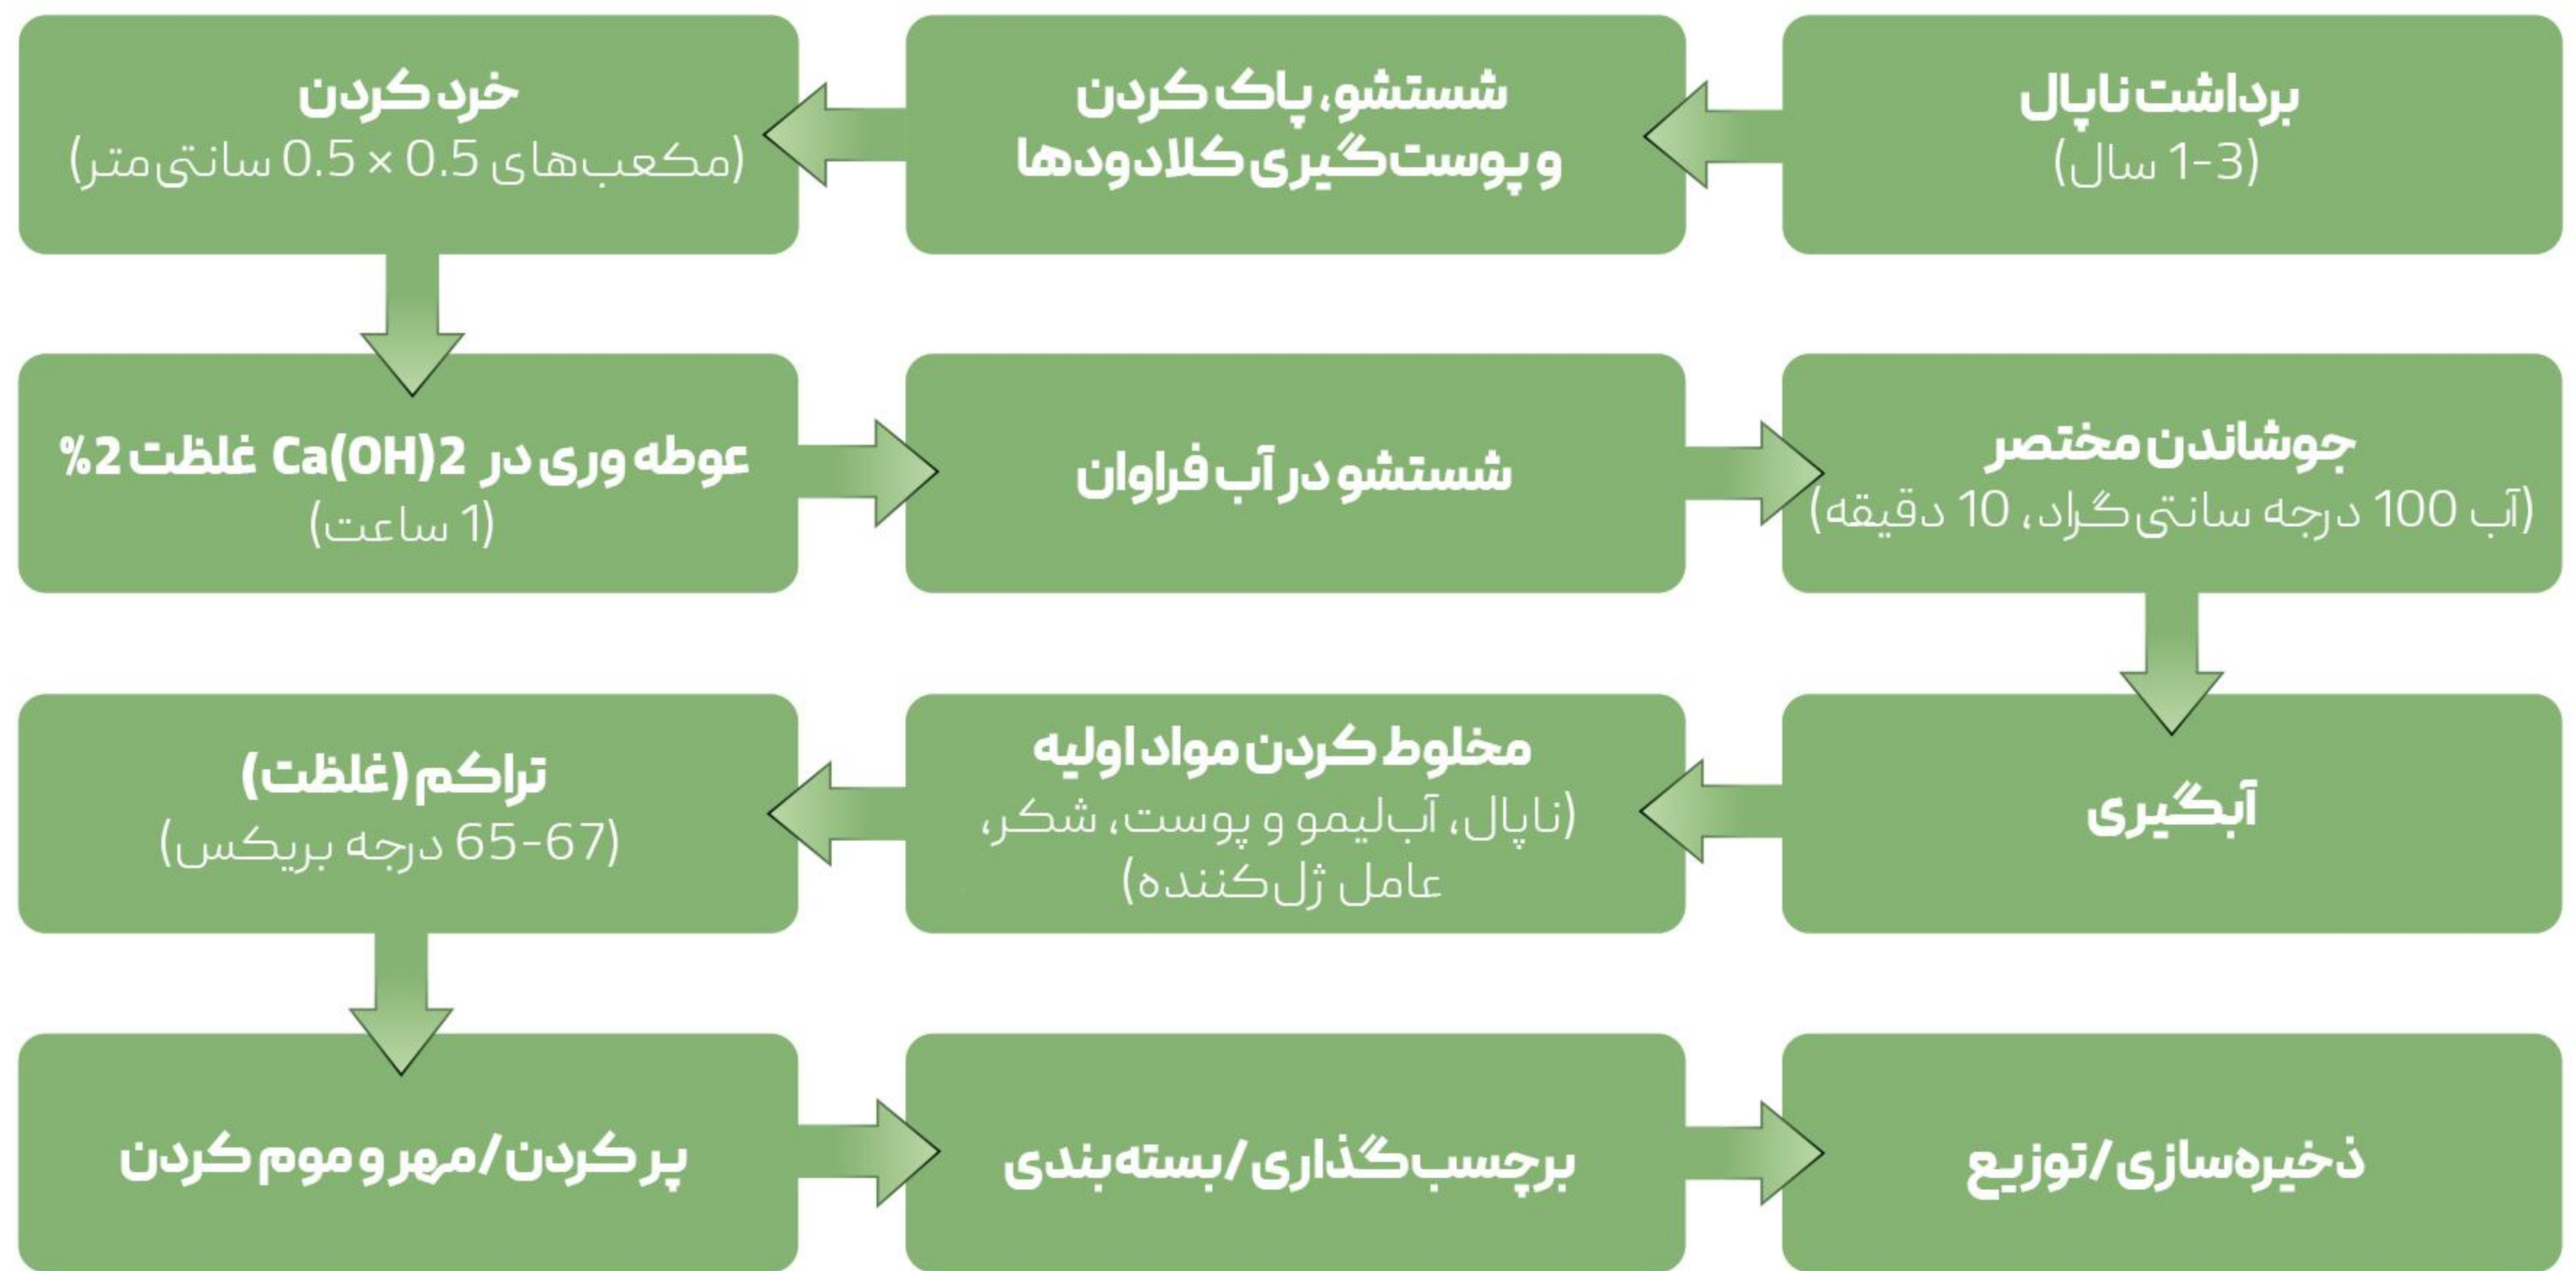 برداشت ناپال
(1-3 سال)
شستشو، پاک کردن
و پوست‌گیری کلادودها
خرد کردن
(مکعب‌های 0.5 × 0.5 سانتی‌متر)
عوطه وری در Ca(OH)2 غلظت 2%
(1 ساعت)
شستشو در آب فراوان
جوشاندن مختصر
(آب 100 درجه سانتی‌گراد، 10 دقیقه)
آبگیری
مخلوط کردن مواد اولیه
(ناپال، آب‌لیمو و پوست، شکر،
عامل ژل‌کننده)
تراکم (غلظت)
(65-67 درجه بریکس)
پر کردن/مهر و موم کردن
برچسب‌گذاری/بسته‌بندی
ذخیره‌سازی/توزیع